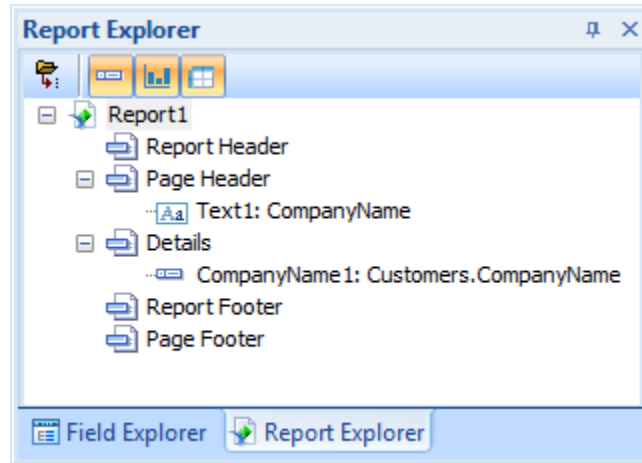 Report Explorer
Report1
Report Header
Page Header
Aa Text1: CompanyName
Details
CompanyName1: Customers.CompanyName
Report Footer
Page Footer
Field Explorer Report Explorer